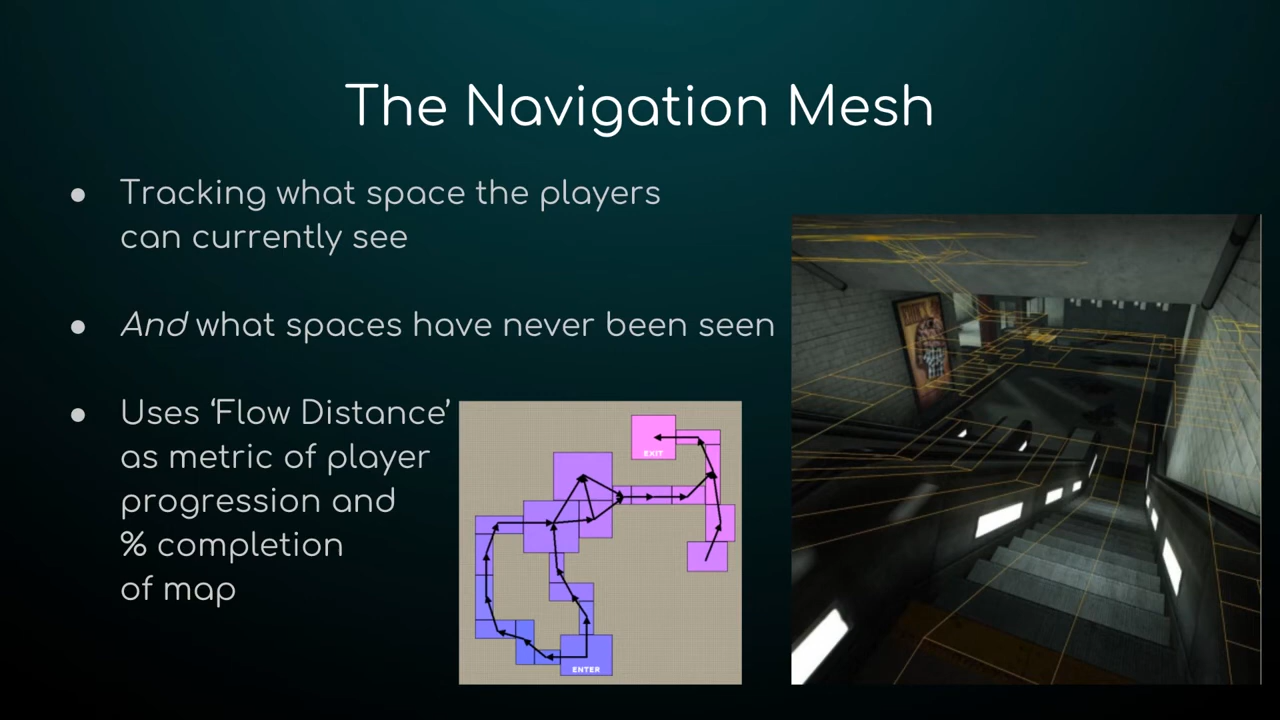 The Navigation Mesh
● Tracking what space the players
can currently see
● And what spaces have never been seen
● Uses ‘Flow Distance’
as metric of player
progression and
% completion
of map
EXIT
ENTER